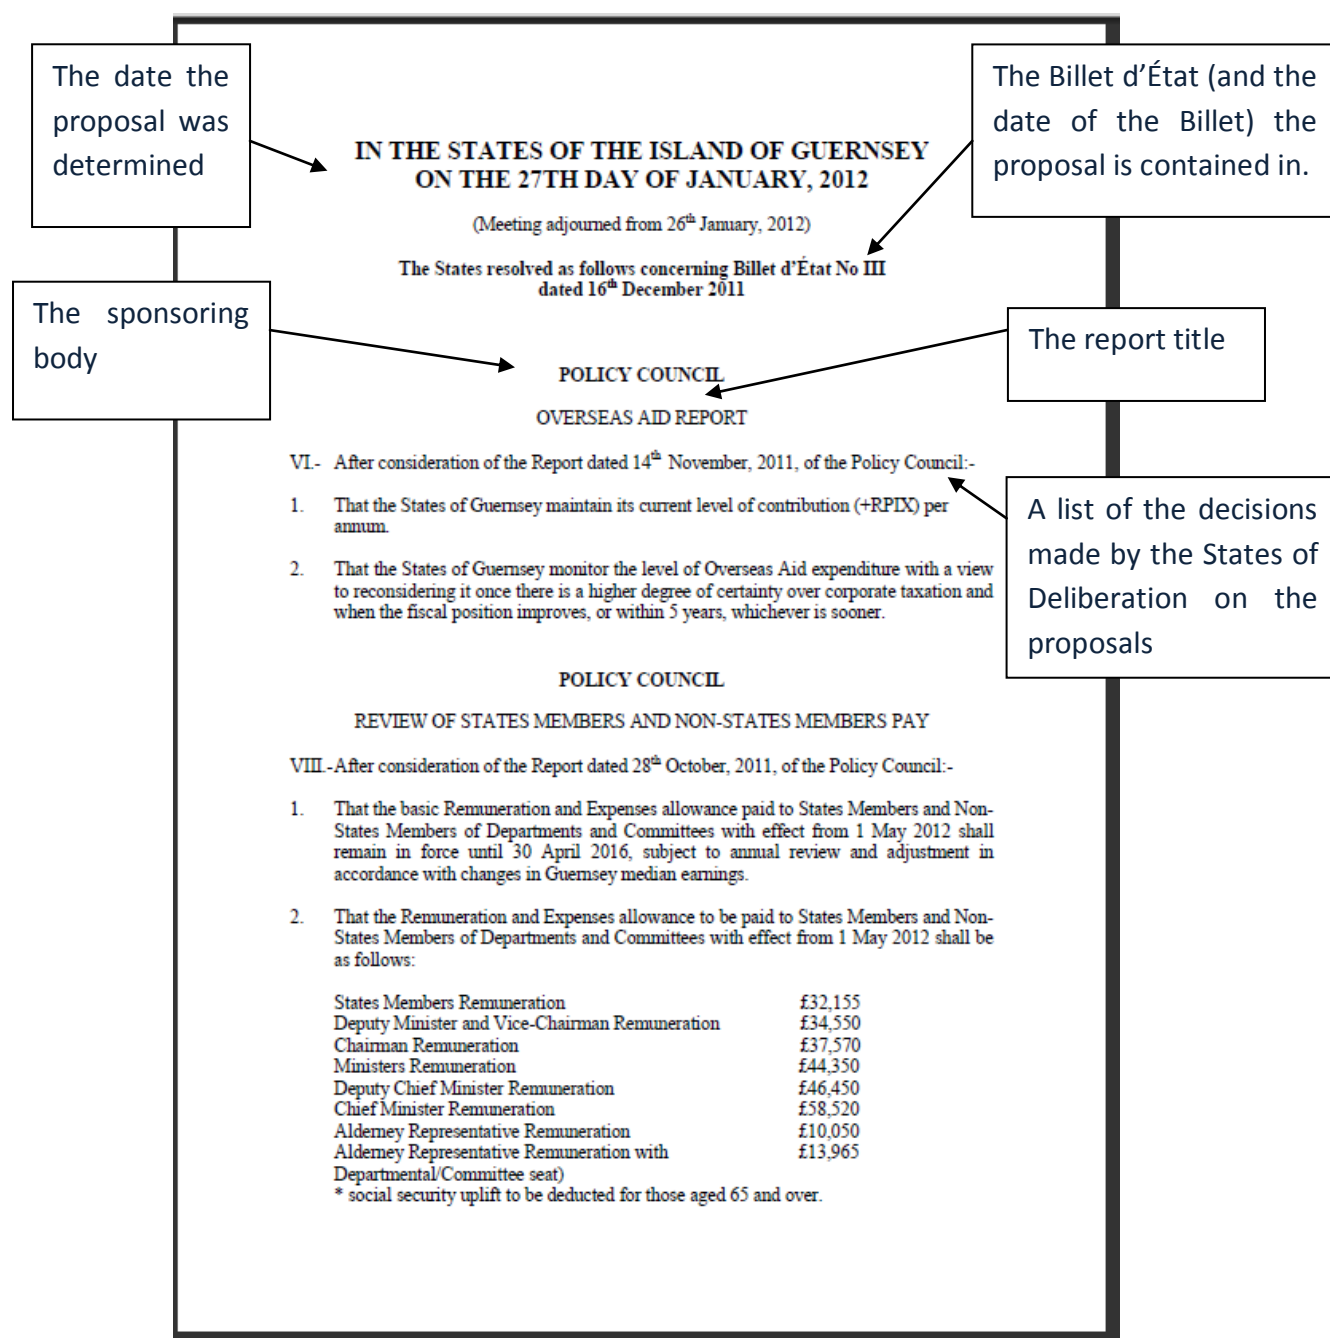 The date the
proposal was
determined
The Billet d’État (and the
date of the Billet) the
proposal is contained in.
IN THE STATES OF THE ISLAND OF GUERNSEY
ON THE 27TH DAY OF JANUARY, 2012
(Meeting adjourned from 26th January, 2012)
The States resolved as follows concerning Billet d’État No III
dated 16th December 2011
The sponsoring
body
The report title
POLICY COUNCIL
OVERSEAS AID REPORT
VI.- After consideration of the Report dated 14th November, 2011, of the Policy Council:-
1. That the States of Guernsey maintain its current level of contribution (+RPIX) per
annum.
2. That the States of Guernsey monitor the level of Overseas Aid expenditure with a view
to reconsidering it once there is a higher degree of certainty over corporate taxation and
when the fiscal position improves, or within 5 years, whichever is sooner.
A list of the decisions
made by the States of
Deliberation on the
proposals
POLICY COUNCIL
REVIEW OF STATES MEMBERS AND NON-STATES MEMBERS PAY
VIII.-After consideration of the Report dated 28th October, 2011, of the Policy Council:-
1. That the basic Remuneration and Expenses allowance paid to States Members and Non-
States Members of Departments and Committees with effect from 1 May 2012 shall
remain in force until 30 April 2016, subject to annual review and adjustment in
accordance with changes in Guernsey median earnings.
2. That the Remuneration and Expenses allowance to be paid to States Members and Non-
States Members of Departments and Committees with effect from 1 May 2012 shall be
as follows:
States Members Remuneration £32,155
Deputy Minister and Vice-Chairman Remuneration £34,550
Chairman Remuneration £37,570
Ministers Remuneration £44,350
Deputy Chief Minister Remuneration £46,450
Chief Minister Remuneration £58,520
Alderney Representative Remuneration £10,050
Alderney Representative Remuneration with £13,965
Departmental/Committee seat)
* social security uplift to be deducted for those aged 65 and over.